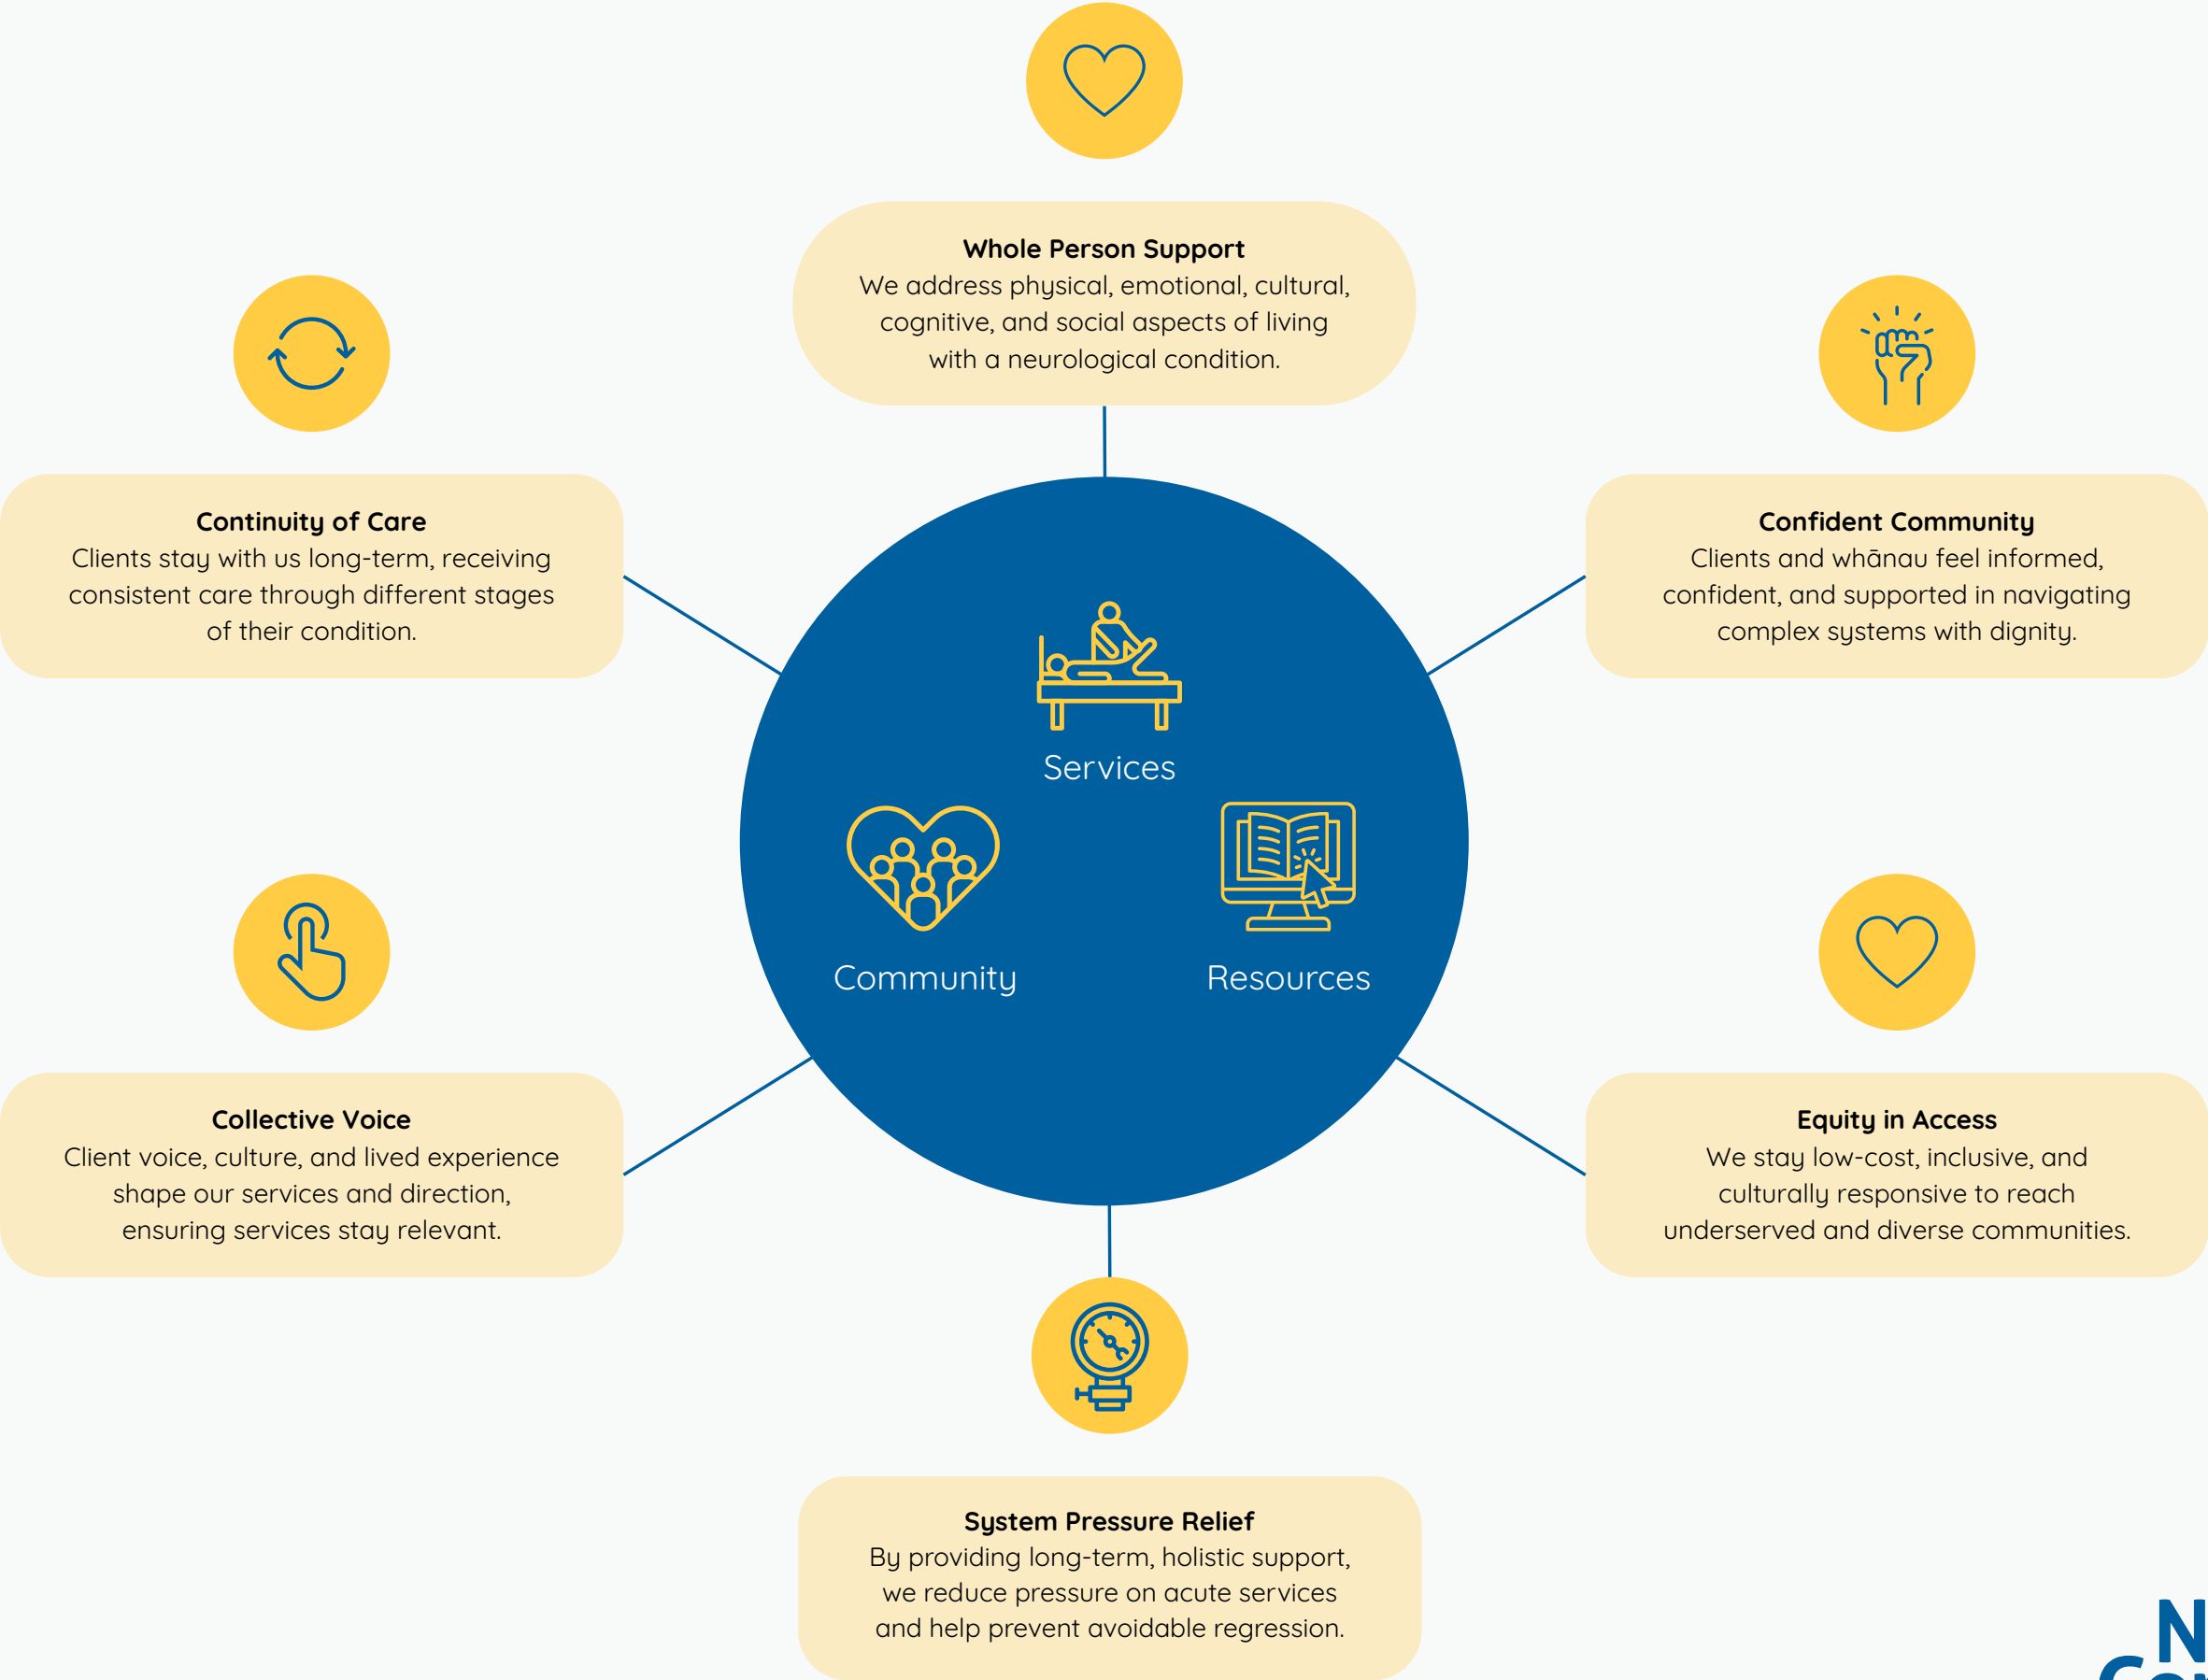 Whole Person Support
We address physical, emotional, cultural,
cognitive, and social aspects of living
with a neurological condition.
Continuity of Care
Clients stay with us long-term, receiving
consistent care through different stages
of their condition.
Confident Community
Clients and whānau feel informed,
confident, and supported in navigating
complex systems with dignity.
Services
Community
Resources
Collective Voice
Client voice, culture, and lived experience
shape our services and direction,
ensuring services stay relevant.
Equity in Access
We stay low-cost, inclusive, and
culturally responsive to reach
underserved and diverse communities.
System Pressure Relief
By providing long-term, holistic support,
we reduce pressure on acute services
and help prevent avoidable regression.